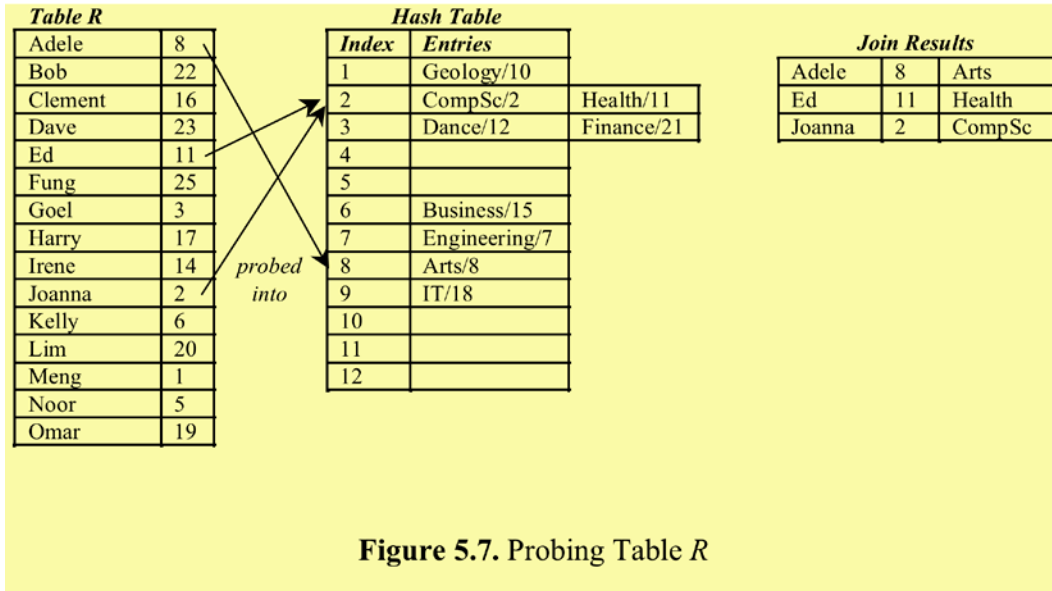 Table R
Adele 8
Bob 22
Clement 16
Dave 23
Ed 11
Fung 25
Goel 3
Harry 17
Irene 14
Joanna 2
Kelly 6
Lim 20
Meng 1
Noor 5
Omar 19
probed
into
Hash Table
Index Entries
1 Geology/10
2 CompSc/2 Health/11
3 Dance/12 Finance/21
4
5
6 Business/15
7 Engineering/7
8 Arts/8
9 IT/18
10
11
12
Join Results
Adele 8 Arts
Ed 11 Health
Joanna 2 CompSc
Figure 5.7. Probing Table R